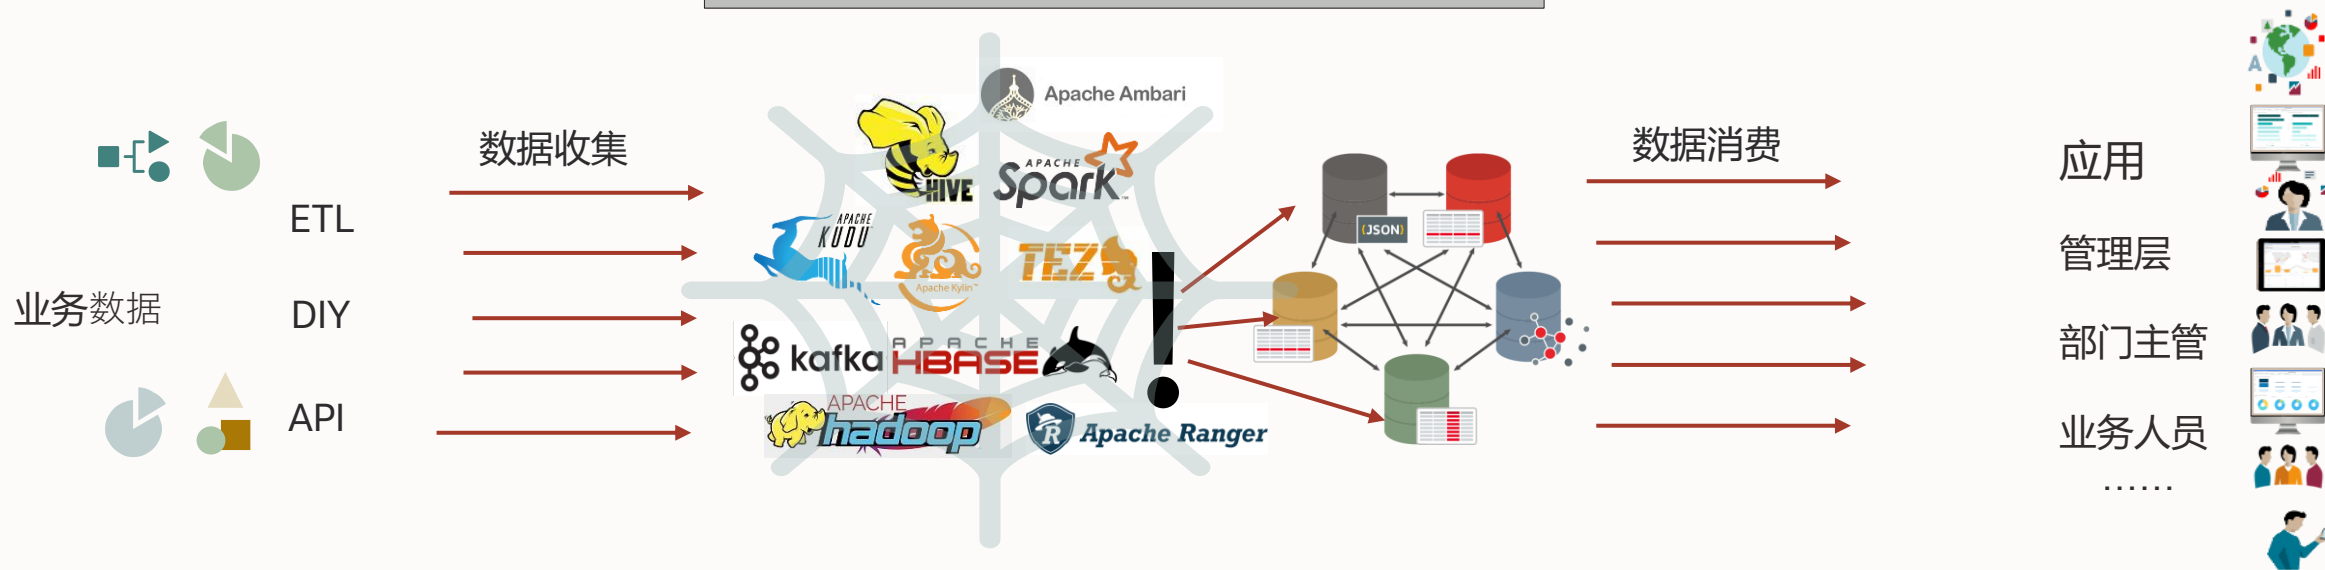 业务数据
ETL
DIY
API
数据收集
Apache Ambari
HIVE
APACHE
Spark
APACHE
KUDU
Apache Kylin
TEZ
kafka
APACHE
HBASE
APACHE
hadoop
R
Apache Ranger
!
{JSON}
数据消费
应用
管理层
部门主管
业务人员
......
A